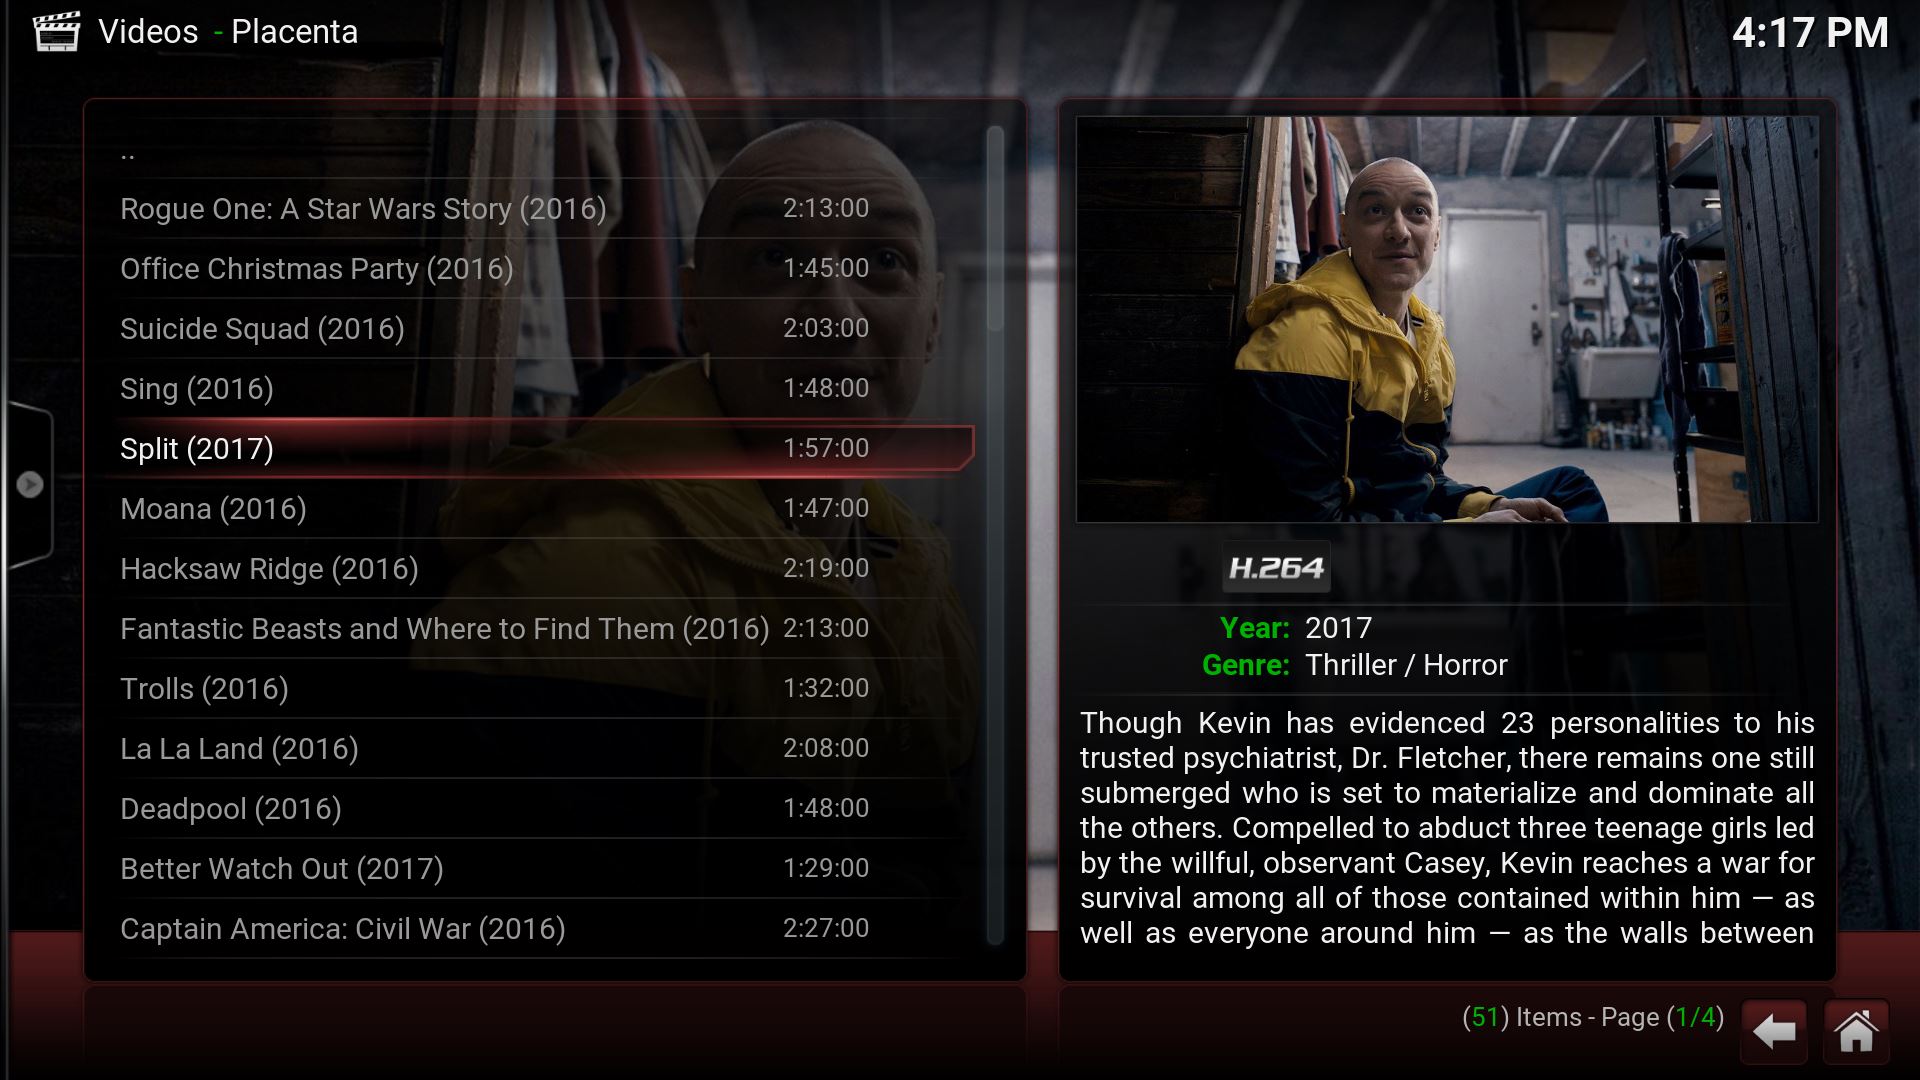 Videos - Placenta
4:17 PM
..
Rogue One: A Star Wars Story (2016) 2:13:00
Office Christmas Party (2016) 1:45:00
Suicide Squad (2016) 2:03:00
Sing (2016) 1:48:00
Split (2017) 1:57:00
Moana (2016) 1:47:00
Hacksaw Ridge (2016) 2:19:00
Fantastic Beasts and Where to Find Them (2016) 2:13:00
Trolls (2016) 1:32:00
La La Land (2016) 2:08:00
Deadpool (2016) 1:48:00
Better Watch Out (2017) 1:29:00
Captain America: Civil War (2016) 2:27:00
H.264
Year: 2017
Genre: Thriller / Horror
Though Kevin has evidenced 23 personalities to his
trusted psychiatrist, Dr. Fletcher, there remains one still
submerged who is set to materialize and dominate all
the others. Compelled to abduct three teenage girls led
by the willful, observant Casey, Kevin reaches a war for
survival among all of those contained within him — as
well as everyone around him — as the walls between
(51) Items - Page (1/4)